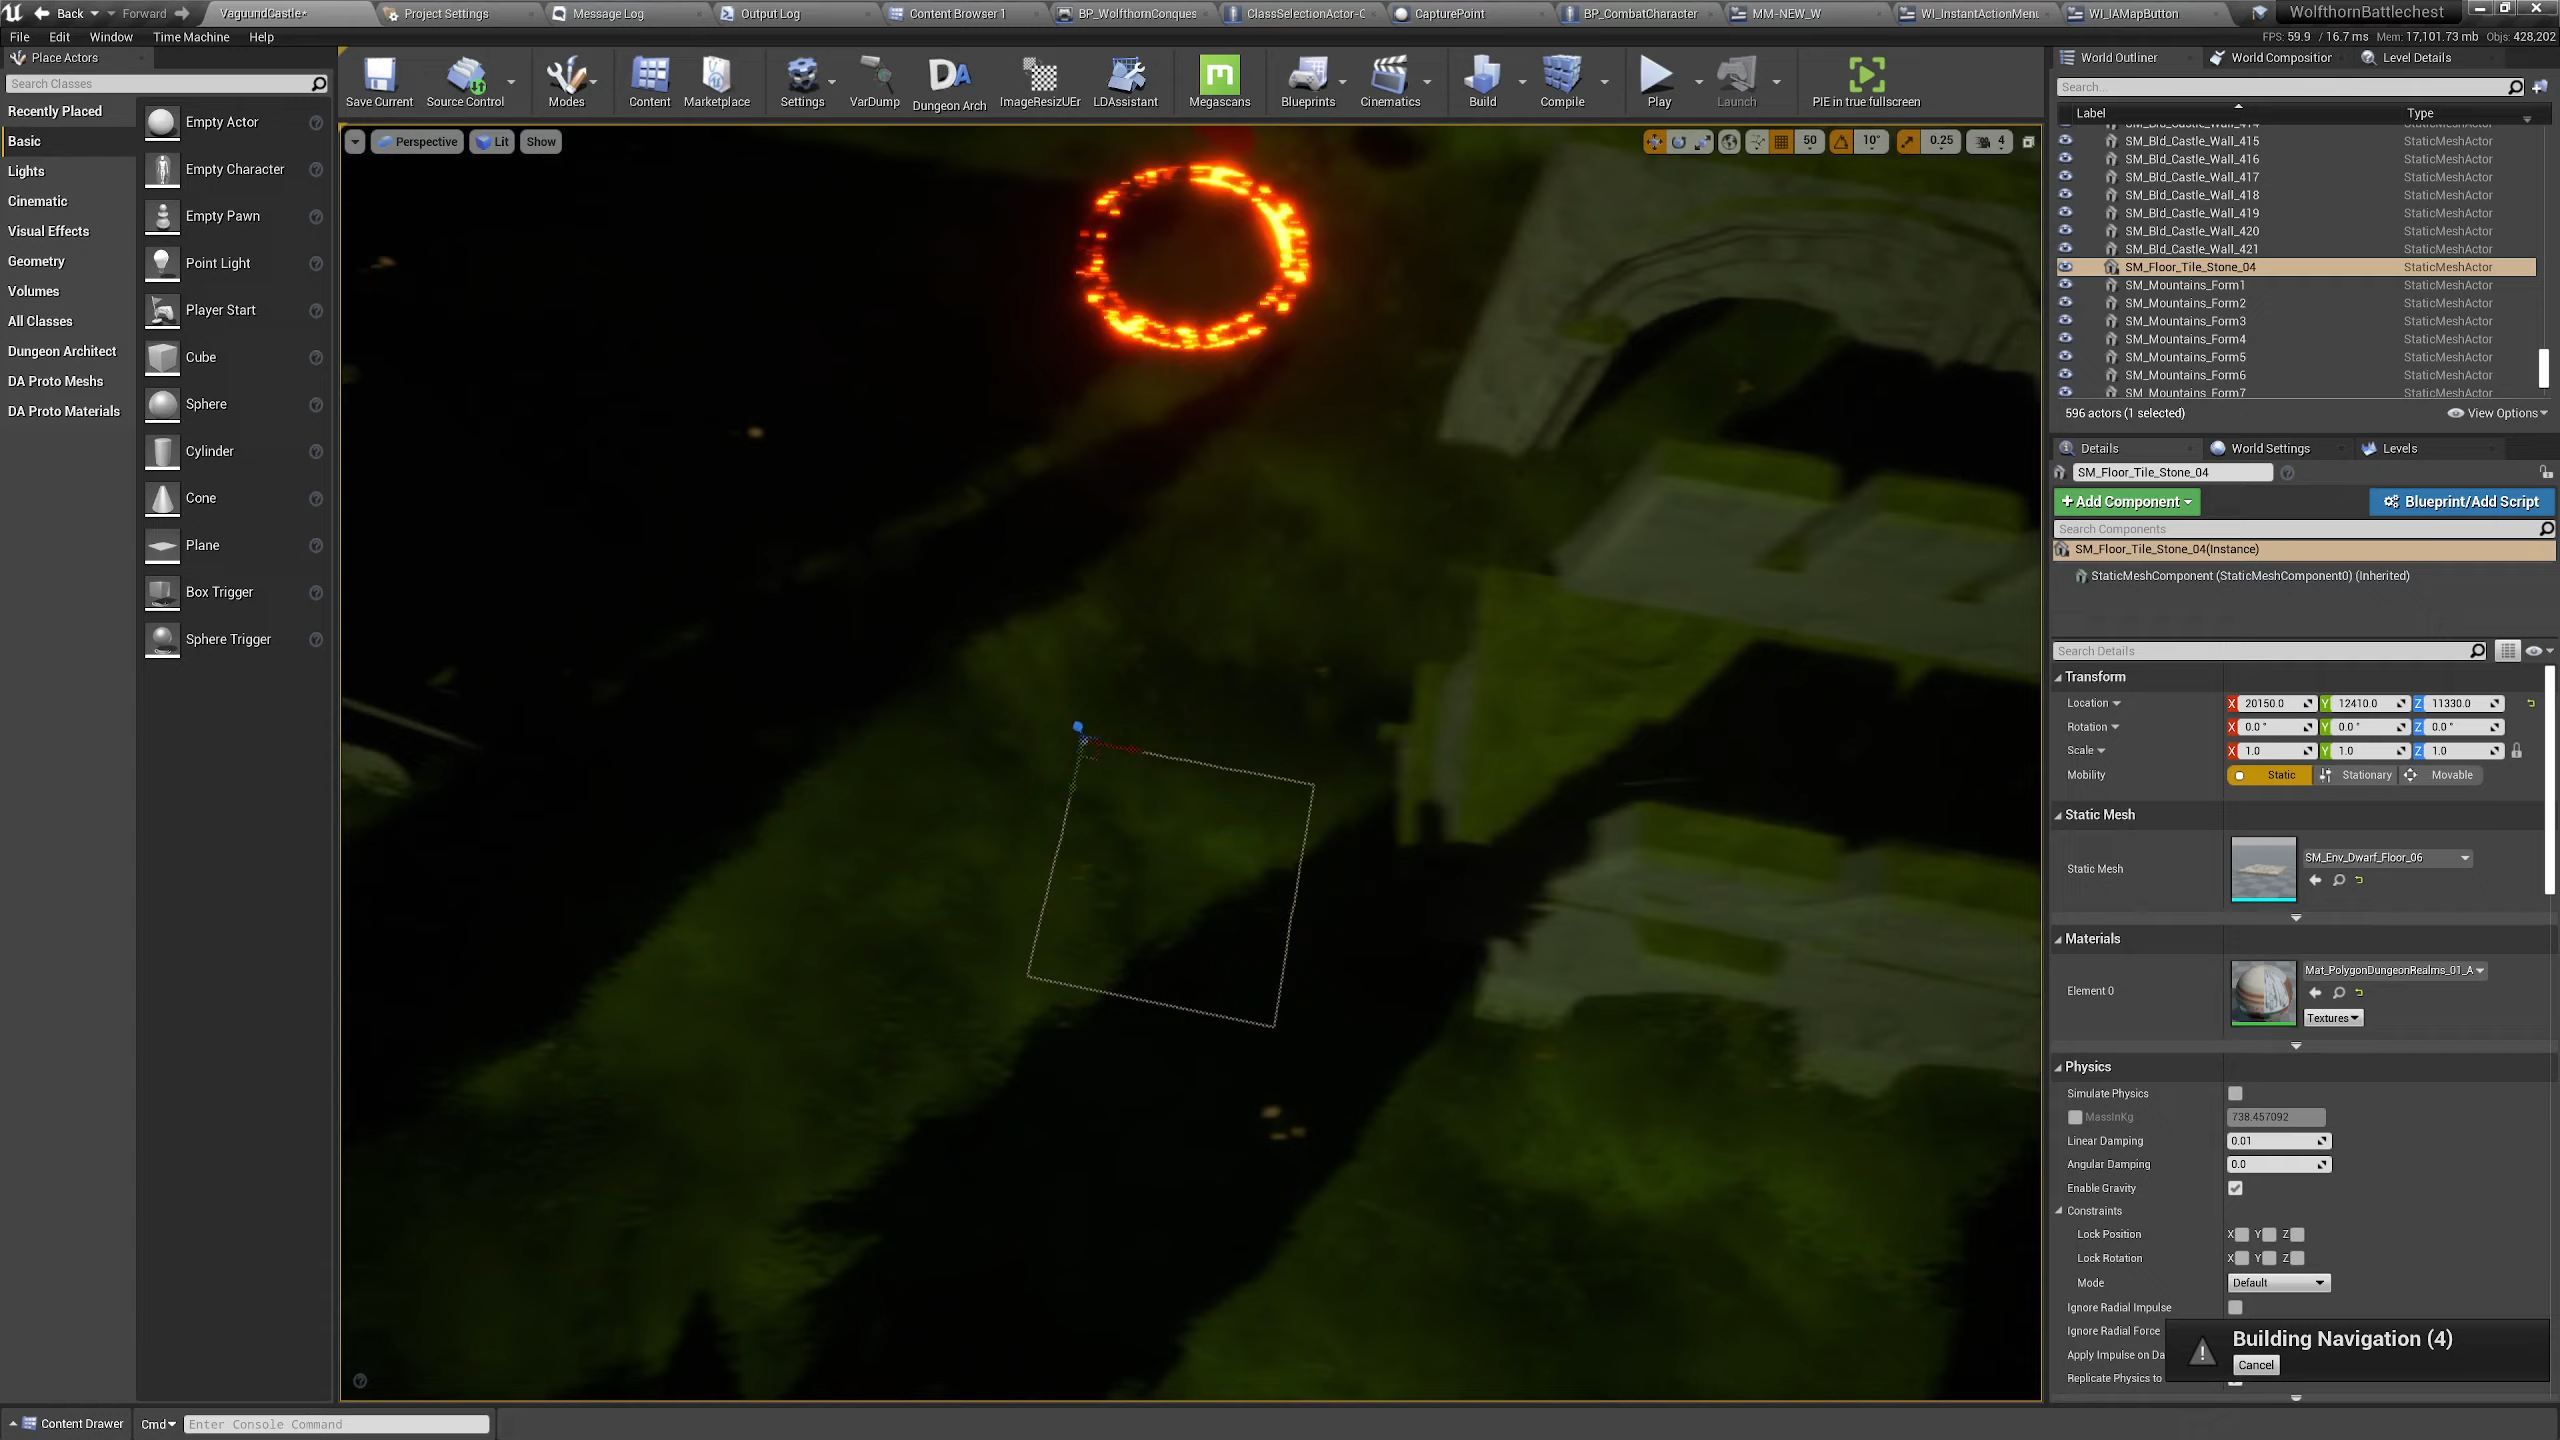 Back
Forward
VaguundCastle*
Project Settings
Message Log
Output Log
Content Browser 1
BP_WolfthornConques
ClassSelectionActor-C
CapturePoint
BP_CombatCharacter
MM-NEW_W
WI_InstantActionMenu
WI_IAMapButton
WolfthornBattlechest
File
Edit
Window
Time Machine
Help
FPS: 59.9 / 16.7 ms Mem: 17,101.73 mb Objs: 428,202
Place Actors
Search Classes
Recently Placed
Basic
Lights
Cinematic
Visual Effects
Geometry
Volumes
All Classes
Dungeon Architect
DA Proto Meshs
DA Proto Materials
Empty Actor
Empty Character
Empty Pawn
Point Light
Player Start
Cube
Sphere
Cylinder
Cone
Plane
Box Trigger
Sphere Trigger
Save Current
Source Control
Modes
Content
Marketplace
Settings
VarDump
Dungeon Arch
ImageResizUEr
LDAssistant
Megascans
Blueprints
Cinematics
Build
Compile
Play
Launch
PIE in true fullscreen
Perspective
Lit
Show
50
10°
0.25
4
World Outliner
World Composition
Level Details
Search...
Label
Type
SM_Bld_Castle_Wall_414
StaticMeshActor
SM_Bld_Castle_Wall_415
StaticMeshActor
SM_Bld_Castle_Wall_416
StaticMeshActor
SM_Bld_Castle_Wall_417
StaticMeshActor
SM_Bld_Castle_Wall_418
StaticMeshActor
SM_Bld_Castle_Wall_419
StaticMeshActor
SM_Bld_Castle_Wall_420
StaticMeshActor
SM_Bld_Castle_Wall_421
StaticMeshActor
SM_Floor_Tile_Stone_04
StaticMeshActor
SM_Mountains_Form1
StaticMeshActor
SM_Mountains_Form2
StaticMeshActor
SM_Mountains_Form3
StaticMeshActor
SM_Mountains_Form4
StaticMeshActor
SM_Mountains_Form5
StaticMeshActor
SM_Mountains_Form6
StaticMeshActor
SM_Mountains_Form7
StaticMeshActor
596 actors (1 selected)
View Options
Details
World Settings
Levels
SM_Floor_Tile_Stone_04
+ Add Component
Blueprint/Add Script
Search Components
SM_Floor_Tile_Stone_04(Instance)
StaticMeshComponent (StaticMeshComponent0) (Inherited)
Search Details
Transform
Location
X 20150.0
Y 12410.0
Z 11330.0
Rotation
X 0.0 °
Y 0.0 °
Z 0.0 °
Scale
X 1.0
Y 1.0
Z 1.0
Mobility
Static
Stationary
Movable
Static Mesh
Static Mesh
SM_Env_Dwarf_Floor_06
Materials
Element 0
Mat_PolygonDungeonRealms_01_A
Textures
Physics
Simulate Physics
MassInKg
738.457092
Linear Damping
0.01
Angular Damping
0.0
Enable Gravity
Constraints
Lock Position
X Y Z
Lock Rotation
X Y Z
Mode
Default
Ignore Radial Impulse
Ignore Radial Force
Apply Impulse on Da
Replicate Physics to
Building Navigation (4)
Cancel
Content Drawer
Cmd
Enter Console Command